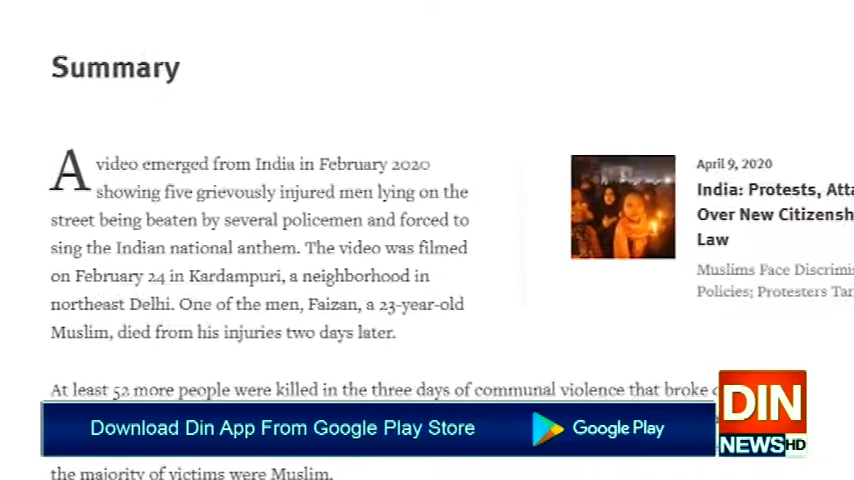 Summary
A video emerged from India in February 2020
showing five grievously injured men lying on the
street being beaten by several policemen and forced to
sing the Indian national anthem. The video was filmed
on February 24 in Kardampuri, a neighborhood in
northeast Delhi. One of the men, Faizan, a 23-year-old
Muslim, died from his injuries two days later.
April 9, 2020
India: Protests, Atta
Over New Citizensh
Law
Muslims Face Discrimi
Policies; Protesters Tar
At least 52 more people were killed in the three days of communal violence that broke
the majority of victims were Muslim.
Download Din App From Google Play Store
Google Play
DIN
NEWS HD